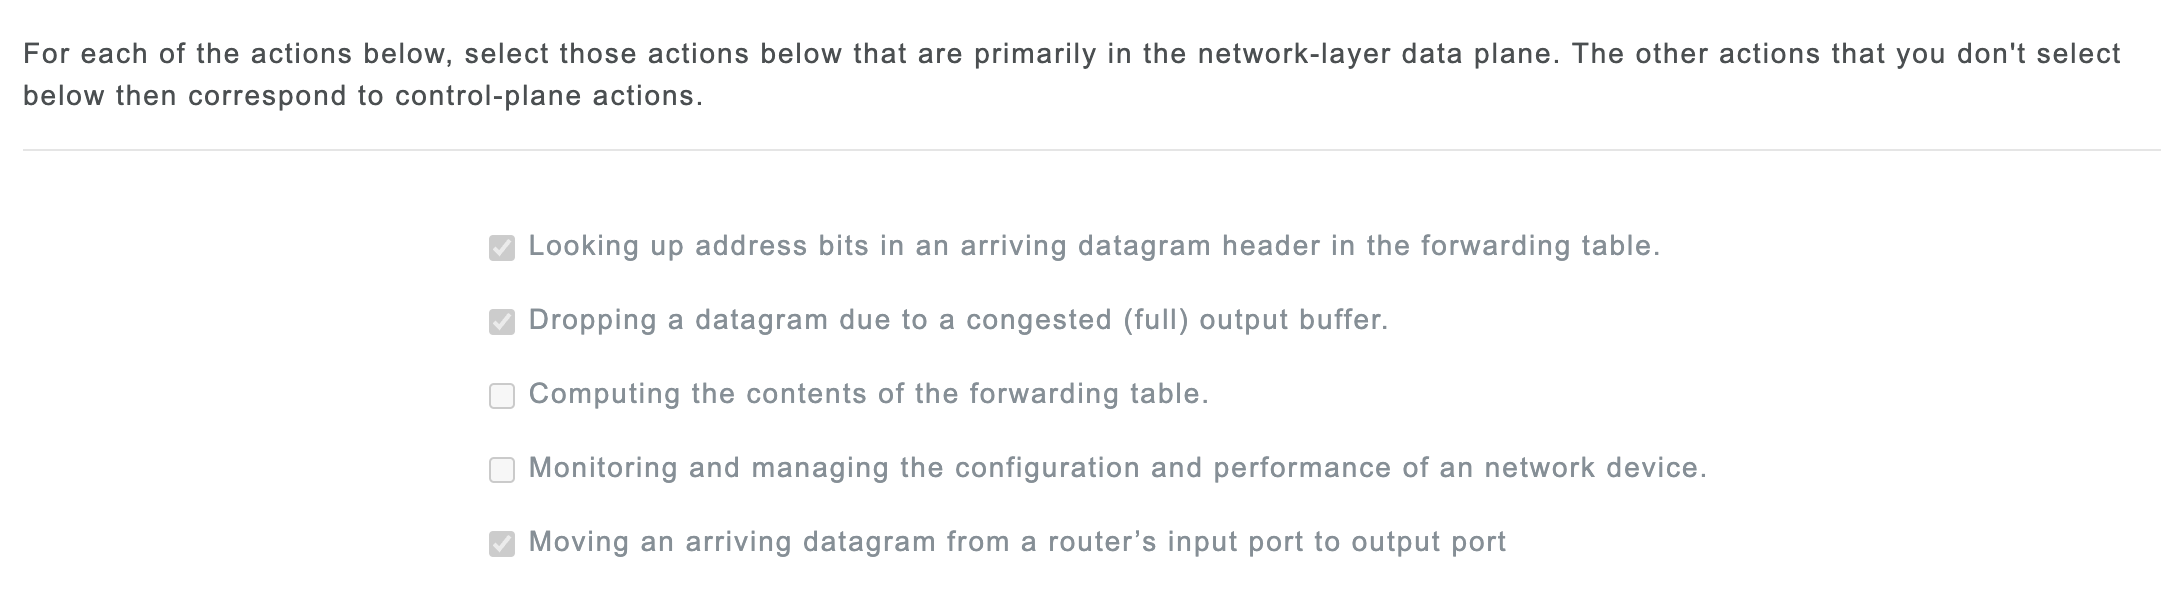 For each of the actions below, select those actions below that are primarily in the network-layer data plane. The other actions that you don't select
below then correspond to control-plane actions.
Looking up address bits in an arriving datagram header in the forwarding table.
Dropping a datagram due to a congested (full) output buffer.
Computing the contents of the forwarding table.
Monitoring and managing the configuration and performance of an network device.
Moving an arriving datagram from a router’s input port to output port